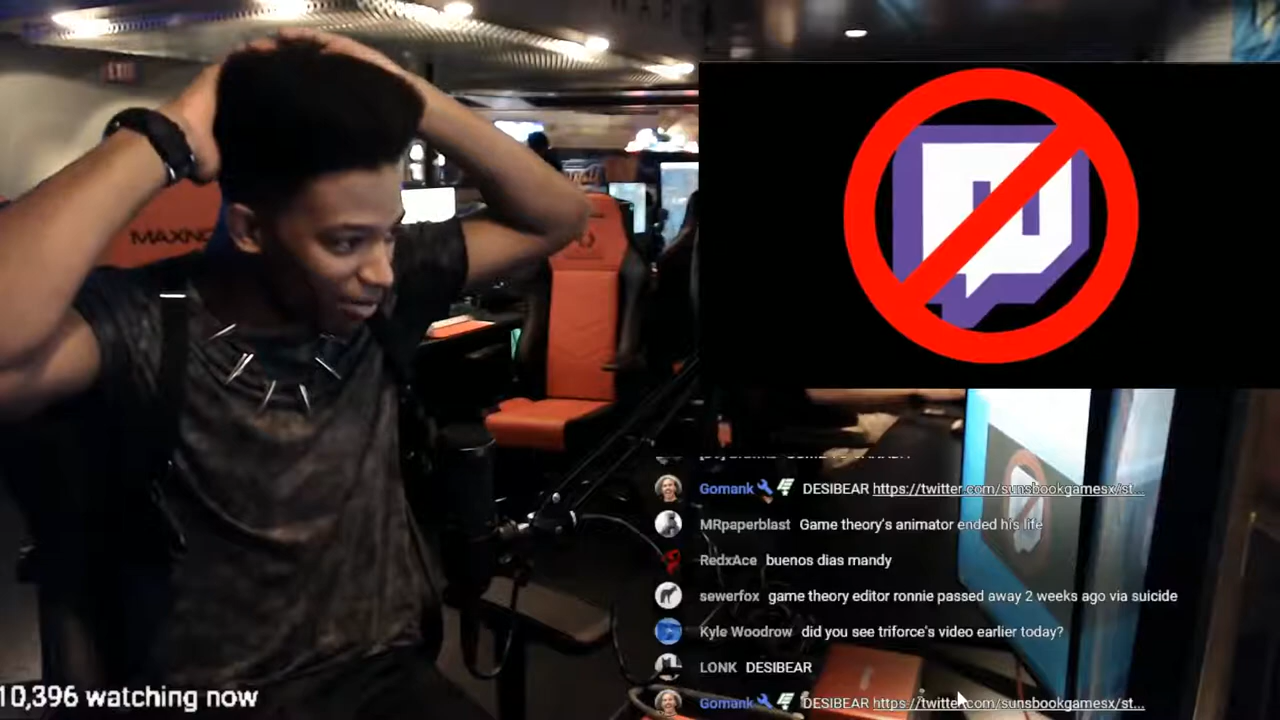 EXIT
MAXNO
Gomank DESIBEAR https://twitter.com/sunsbookgamesx/st...
MRpaperblast Game theory's animator ended his life
RedxAce buenos dias mandy
sewerfox game theory editor ronnie passed away 2 weeks ago via suicide
Kyle Woodrow did you see triforce's video earlier today?
LONK DESIBEAR
Gomank DESIBEAR https://twitter.com/sunsbookgamesx/st...
10,396 watching now